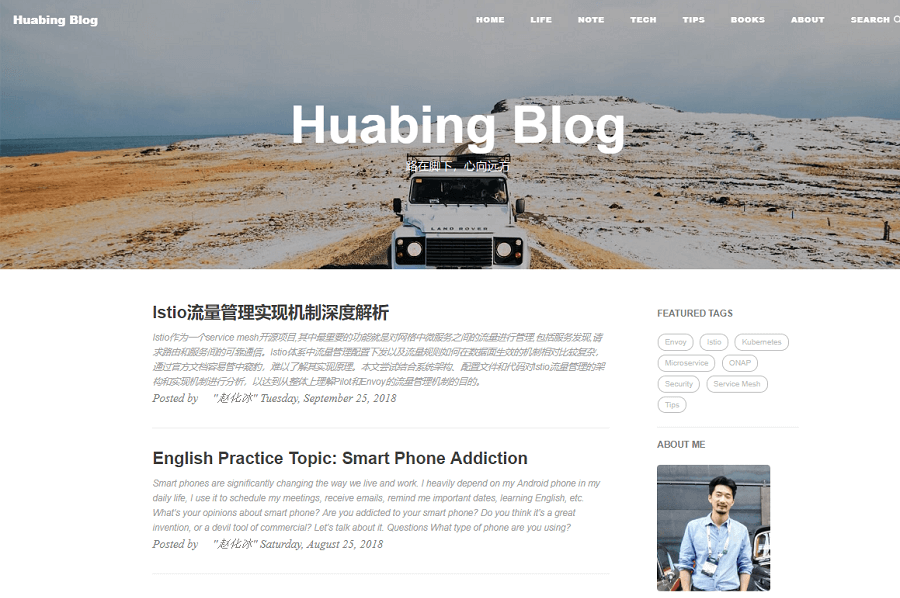 Huabing Blog
HOME LIFE NOTE TECH TIPS BOOKS ABOUT SEARCH
Huabing Blog
路在脚下，心向远方
LAND ROVER
Istio流量管理实现机制深度解析
Istio作为一个service mesh开源项目,其中最重要的功能就是对网格中微服务之间的流量进行管理,包括服务发现,请
求路由和服务间的可靠通信。Istio体系中流量管理配置下发以及流量规则如何在数据面生效的机制相对比较复杂，
通过官方文档容易管中窥豹，难以了解其实现原理。本文尝试结合系统架构、配置文件和代码对Istio流量管理的架
构和实现机制进行分析，以达到从整体上理解Pilot和Envoy的流量管理机制的目的。
Posted by "赵化冰" Tuesday, September 25, 2018
English Practice Topic: Smart Phone Addiction
Smart phones are significantly changing the way we live and work. I heavily depend on my Android phone in my
daily life, I use it to schedule my meetings, receive emails, remind me important dates, learning English, etc.
What's your opinions about smart phone? Are you addicted to your smart phone? Do you think it's a great
invention, or a devil tool of commercial? Let's talk about it. Questions What type of phone are you using?
Posted by "赵化冰" Saturday, August 25, 2018
FEATURED TAGS
Envoy Istio Kubernetes
Microservice ONAP
Security Service Mesh
Tips
ABOUT ME